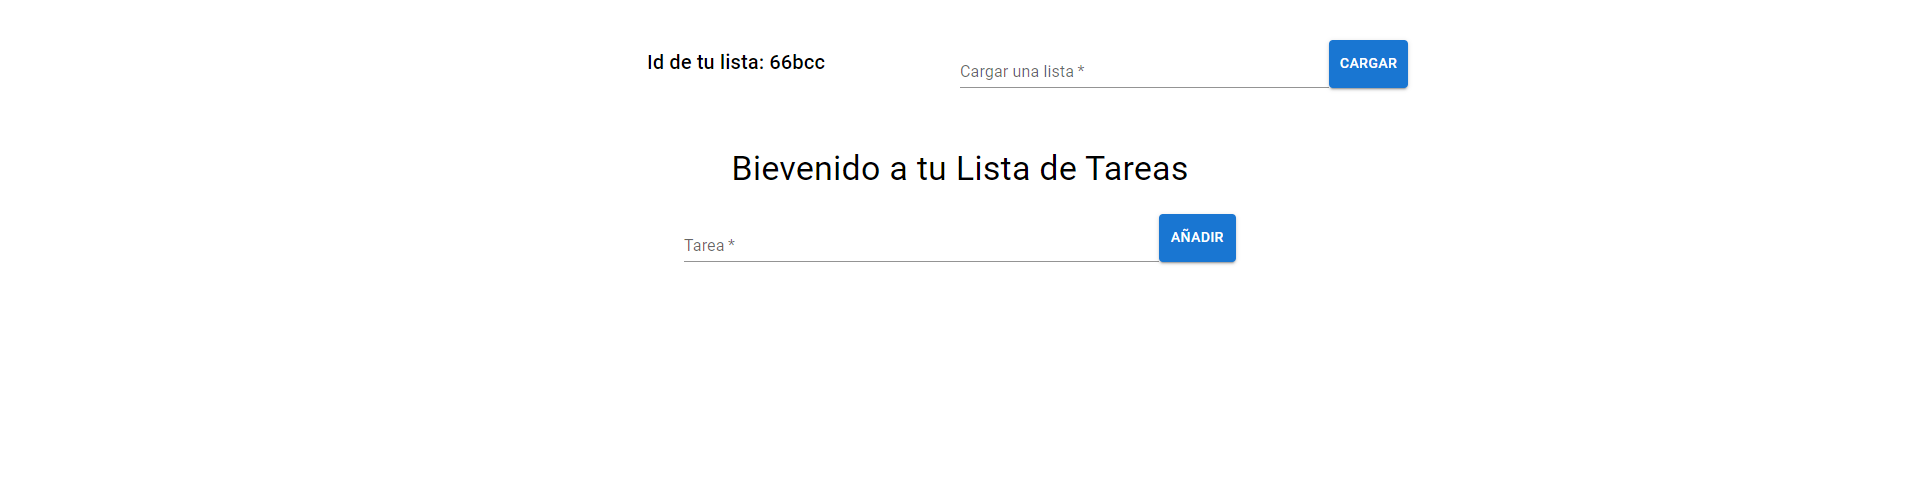 Id de tu lista: 66bcc
Cargar una lista *
CARGAR
Bievenido a tu Lista de Tareas
Tarea *
AÑADIR